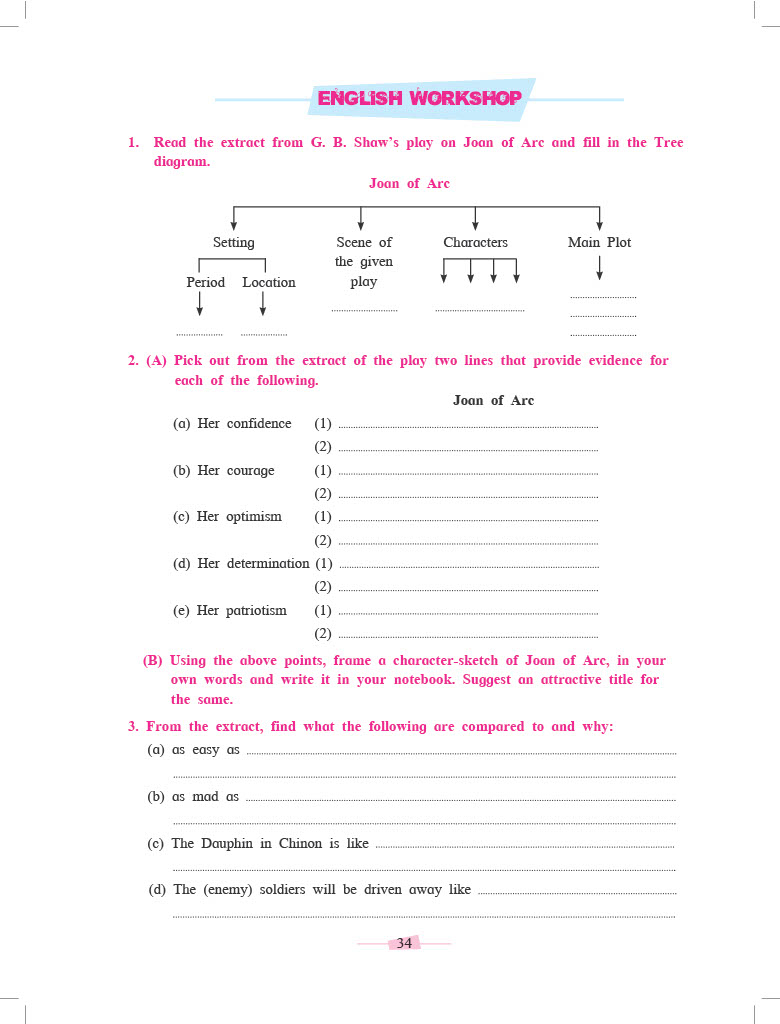 ENGLISH WORKSHOP
1. Read the extract from G. B. Shaw's play on Joan of Arc and fill in the Tree
diagram.
Joan of Arc
Setting Scene of Characters Main Plot
the given
Period Location play
.................... .................... ............................ ...................................... ............................
............................
............................
2. (A) Pick out from the extract of the play two lines that provide evidence for
each of the following.
Joan of Arc
(a) Her confidence (1) ....................................................
(2) ....................................................
(b) Her courage (1) ....................................................
(2) ....................................................
(c) Her optimism (1) ....................................................
(2) ....................................................
(d) Her determination (1) ....................................................
(2) ....................................................
(e) Her patriotism (1) ....................................................
(2) ....................................................
(B) Using the above points, frame a character-sketch of Joan of Arc, in your
own words and write it in your notebook. Suggest an attractive title for
the same.
3. From the extract, find what the following are compared to and why:
(a) as easy as ....................................................
....................................................
(b) as mad as ....................................................
....................................................
(c) The Dauphin in Chinon is like ....................................................
....................................................
(d) The (enemy) soldiers will be driven away like ....................................................
....................................................
34